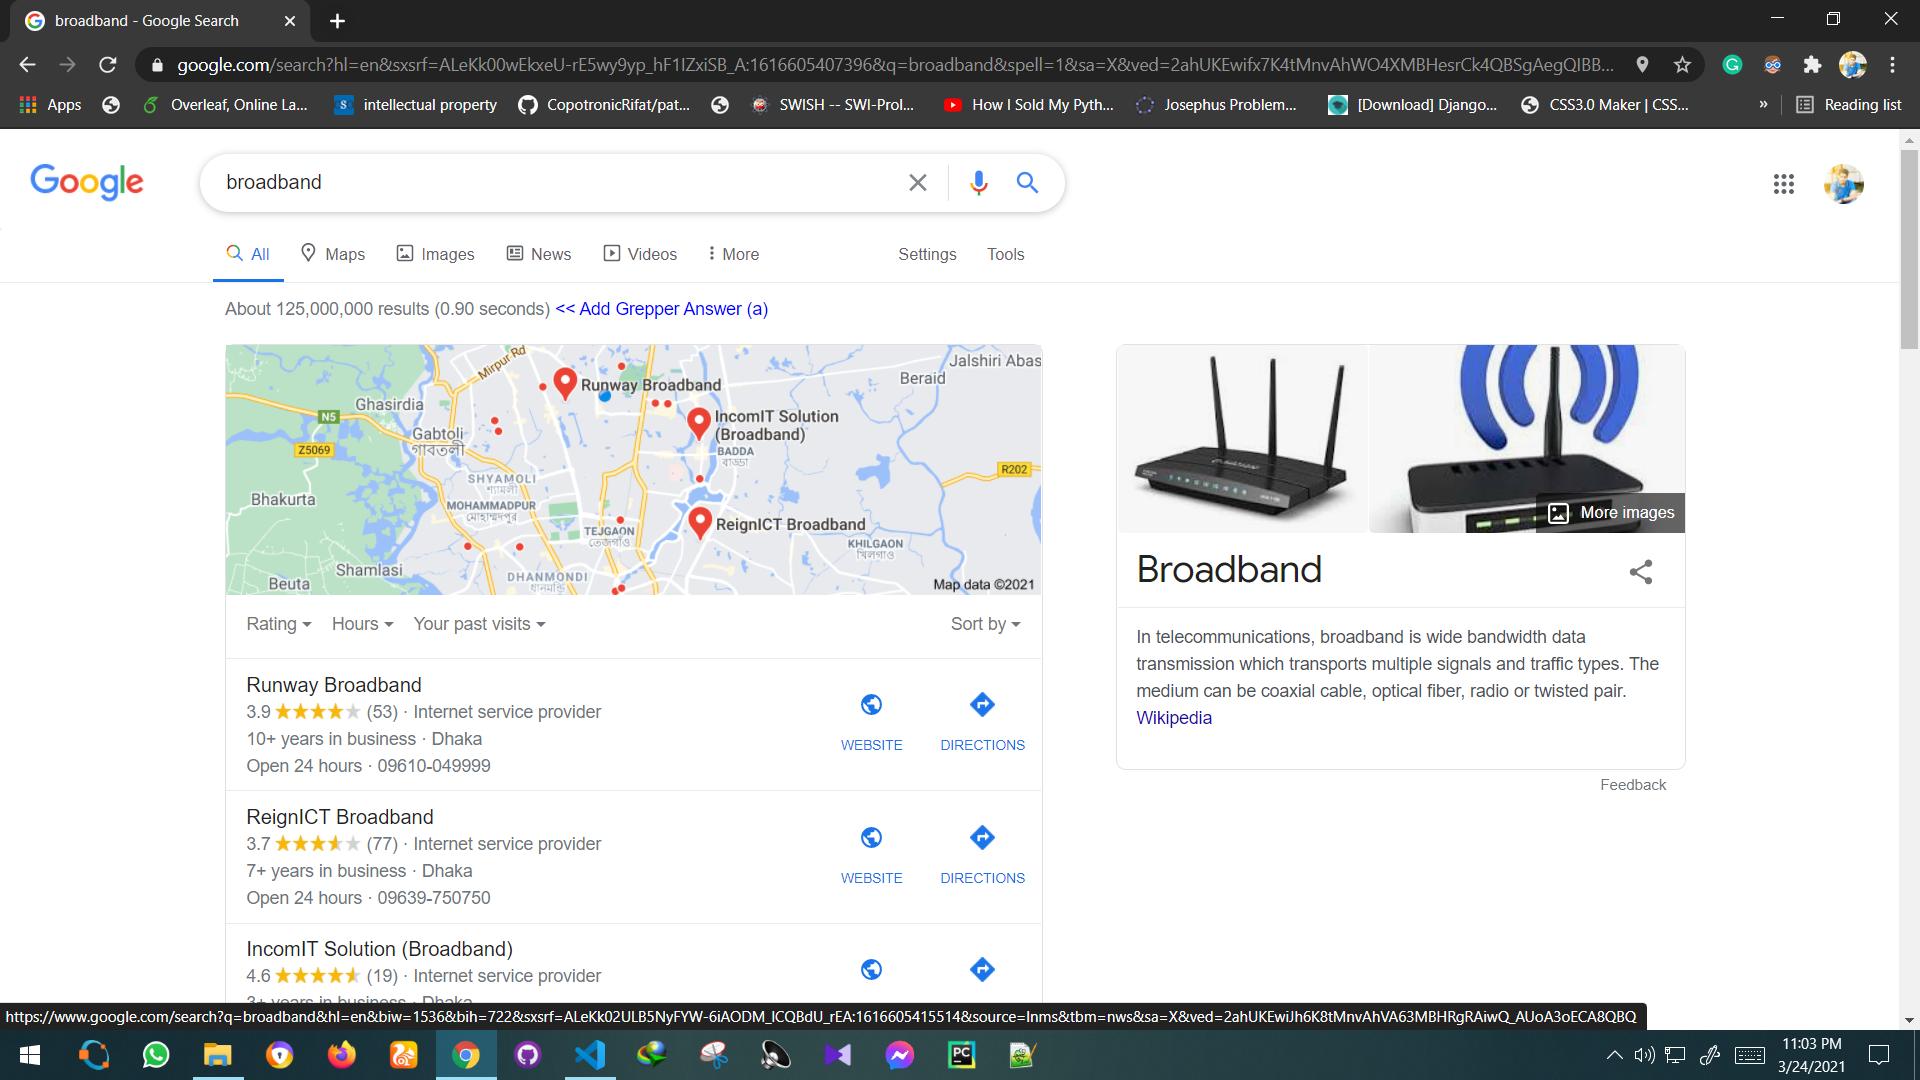 broadband - Google Search
google.com/search?hl=en&sxsrf=ALeKk00wEkxeU-rE5wy9yp_hF1IZxiSB_A:1616605407396&q=broadband&spell=1&sa=X&ved=2ahUKEwifx7K4tMnvAhWO4XMBHesrCk4QBSgAegQIBB...
Apps
Overleaf, Online La...
intellectual property
CopotronicRifat/pat...
SWISH -- SWI-Prol...
How I Sold My Pyth...
Josephus Problem...
[Download] Django...
CSS3.0 Maker | CSS...
»
Reading list
Google
broadband
All
Maps
Images
News
Videos
More
Settings
Tools
About 125,000,000 results (0.90 seconds) << Add Grepper Answer (a)
Mirpur Rd
Jalshiri Abas
Runway Broadband
Beraid
Ghasirdia
N5
IncomIT Solution
(Broadband)
Gabtoli
গাবতলী
Z5069
BADDA
বাড্ডা
R202
SHYAMOLI
শ্যামলী
Bhakurta
MOHAMMADPUR
মোহাম্মদপুর
ReignICT Broadband
TEJGAON
তেজগাঁও
KHILGAON
খিলগাঁও
Shamlasi
DHANMONDI
ধানমন্ডি
Beuta
Map data ©2021
Rating
Hours
Your past visits
Sort by
Runway Broadband
3.9 (53) · Internet service provider
10+ years in business · Dhaka
Open 24 hours · 09610-049999
WEBSITE
DIRECTIONS
ReignICT Broadband
3.7 (77) · Internet service provider
7+ years in business · Dhaka
Open 24 hours · 09639-750750
WEBSITE
DIRECTIONS
IncomIT Solution (Broadband)
4.6 (19) · Internet service provider
3+ years in business · Dhaka
More images
Broadband
In telecommunications, broadband is wide bandwidth data
transmission which transports multiple signals and traffic types. The
medium can be coaxial cable, optical fiber, radio or twisted pair.
Wikipedia
Feedback
https://www.google.com/search?q=broadband&hl=en&biw=1536&bih=722&sxsrf=ALeKk02ULB5NyFYW-6iAODM_lCQBdU_rEA:1616605415514&source=lnms&tbm=nws&sa=X&ved=2ahUKEwiJh6K8tMnvAhVA63MBHRgRAiwQ_AUoA3oECA8QBQ
PC
11:03 PM
3/24/2021